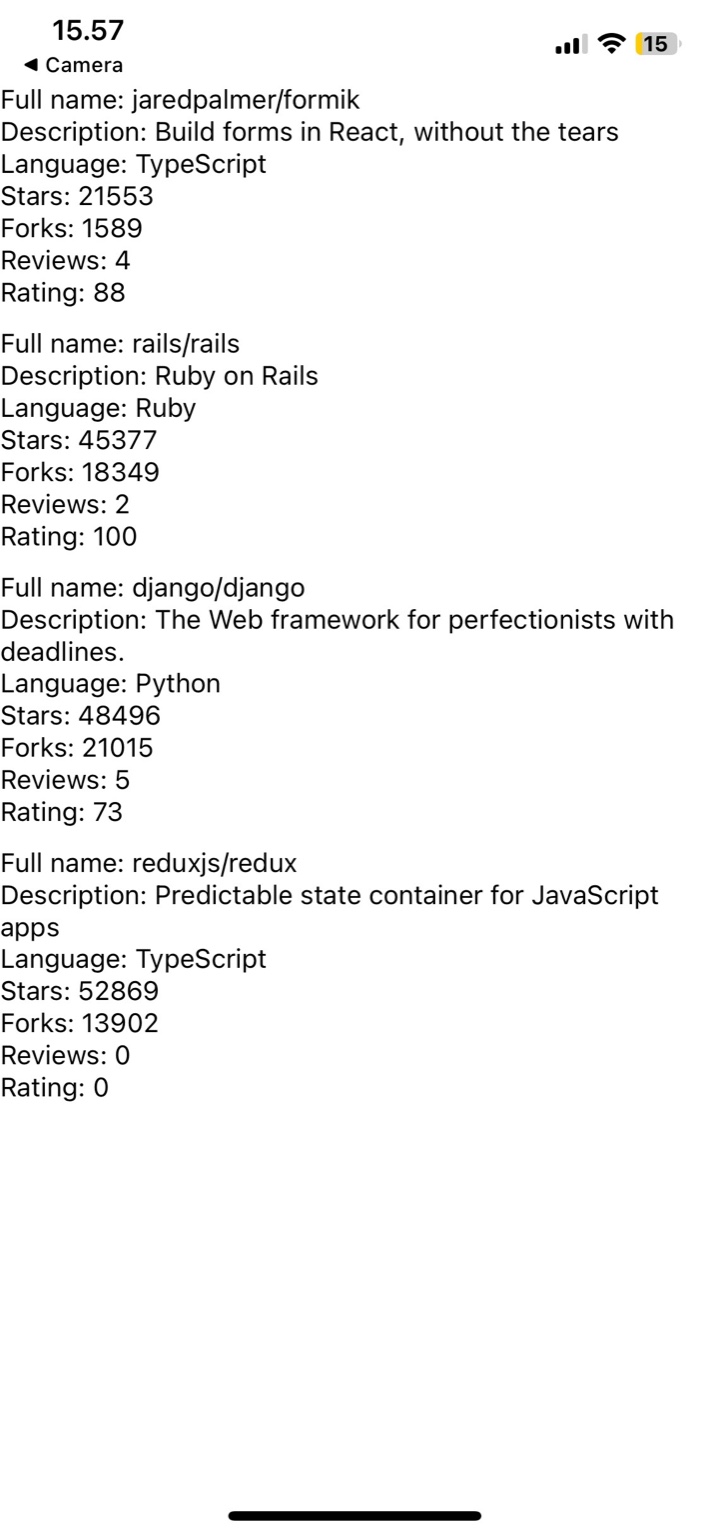 15.57
15
◀ Camera
Full name: jaredpalmer/formik
Description: Build forms in React, without the tears
Language: TypeScript
Stars: 21553
Forks: 1589
Reviews: 4
Rating: 88
Full name: rails/rails
Description: Ruby on Rails
Language: Ruby
Stars: 45377
Forks: 18349
Reviews: 2
Rating: 100
Full name: django/django
Description: The Web framework for perfectionists with
deadlines.
Language: Python
Stars: 48496
Forks: 21015
Reviews: 5
Rating: 73
Full name: reduxjs/redux
Description: Predictable state container for JavaScript
apps
Language: TypeScript
Stars: 52869
Forks: 13902
Reviews: 0
Rating: 0